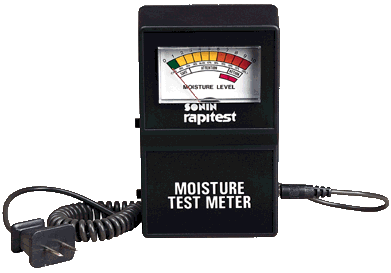 MOISTURE LEVEL
SONIN
rapitest
MOISTURE
TEST METER